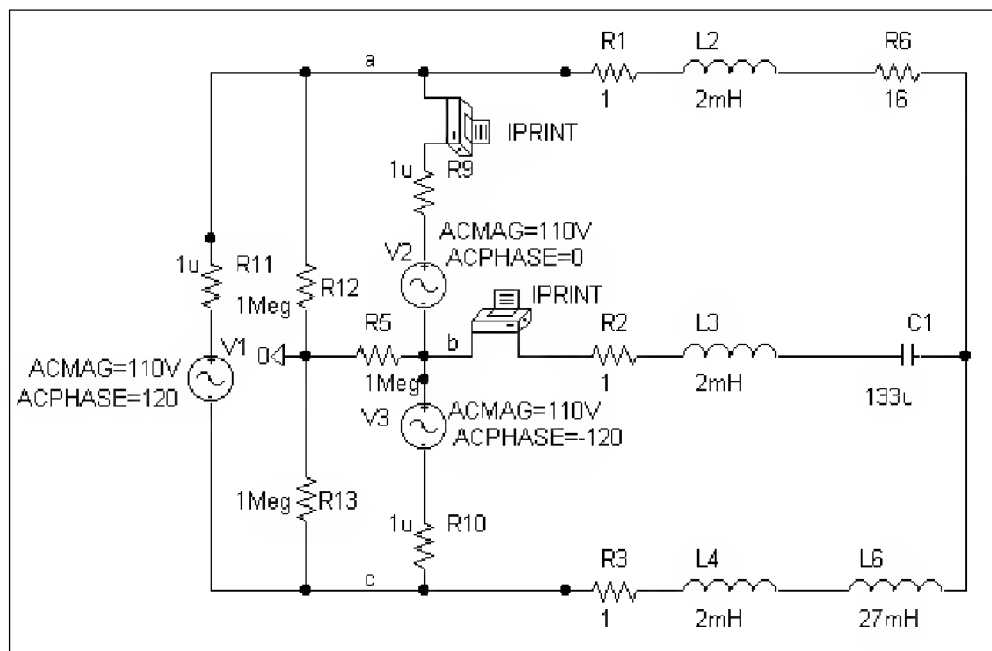 R1 L2 R6
a
1 2mH 16
IPRINT
1u R9
ACMAG=110V
V2 ACPHASE=0
1u R11
1Meg R12
IPRINT
R5 b R2 L3 C1
V1 0
ACMAG=110V
ACPHASE=120
1Meg 1 2mH 133u
V3 ACMAG=110V
ACPHASE=-120
1Meg R13
1u R10
R3 L4 L6
c
1 2mH 27mH